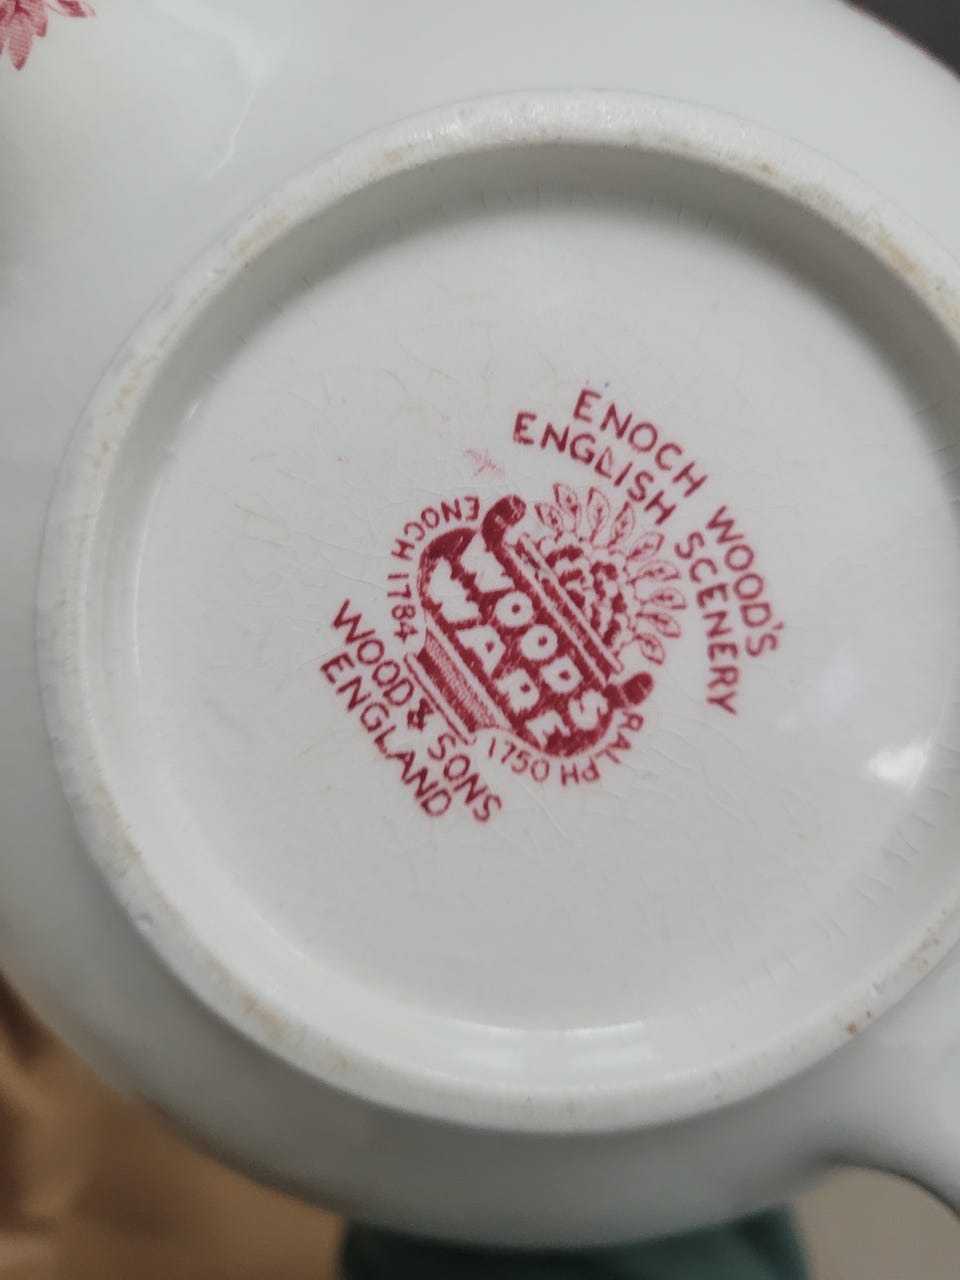 ENOCH WOOD'S
ENGLISH SCENERY
ENOCH 1784
RALPH 1750
WOOD'S
WARE
WOOD & SONS
ENGLAND